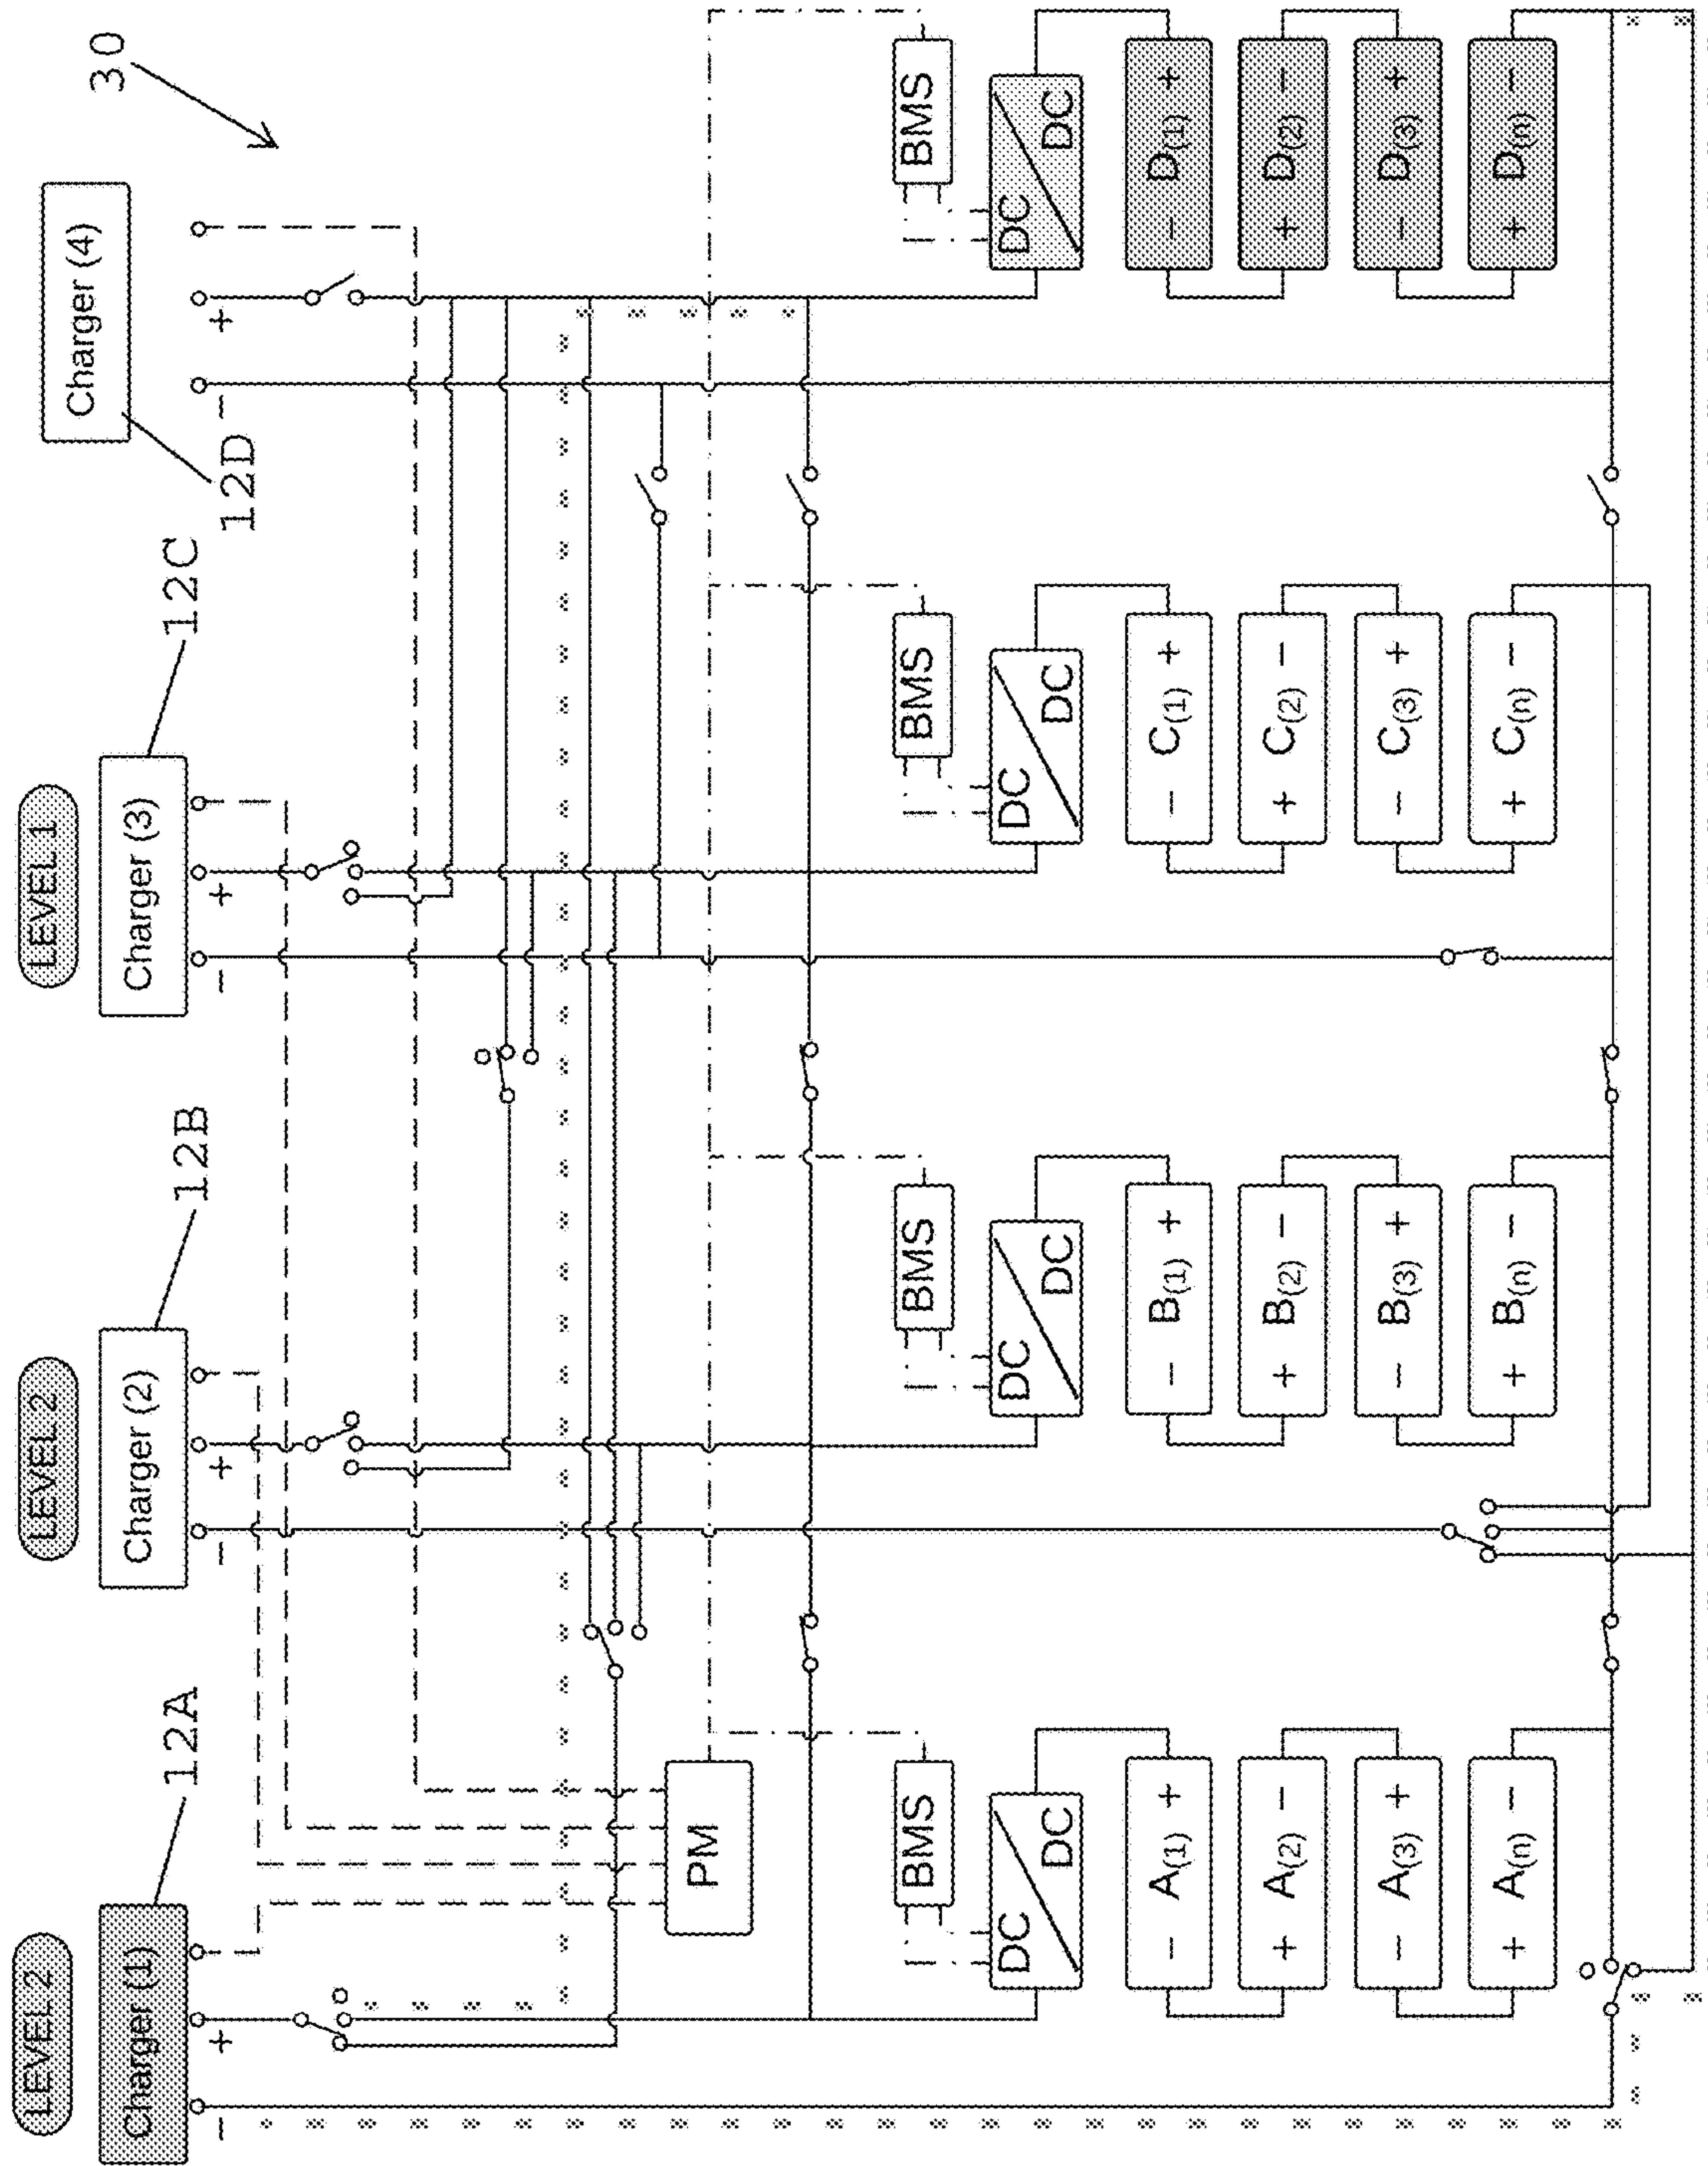 30
LEVEL 2
LEVEL 2
LEVEL 1
Charger (1)
Charger (2)
Charger (3)
Charger (4)
12A
12B
12C
12D
− +
− +
− +
− +
PM
BMS
BMS
BMS
BMS
DC DC
DC DC
DC DC
DC DC
− A(1) +
− B(1) +
− C(1) +
− D(1) +
+ A(2) −
+ B(2) −
+ C(2) −
+ D(2) −
− A(3) +
− B(3) +
− C(3) +
− D(3) +
+ A(n) −
+ B(n) −
+ C(n) −
+ D(n) −